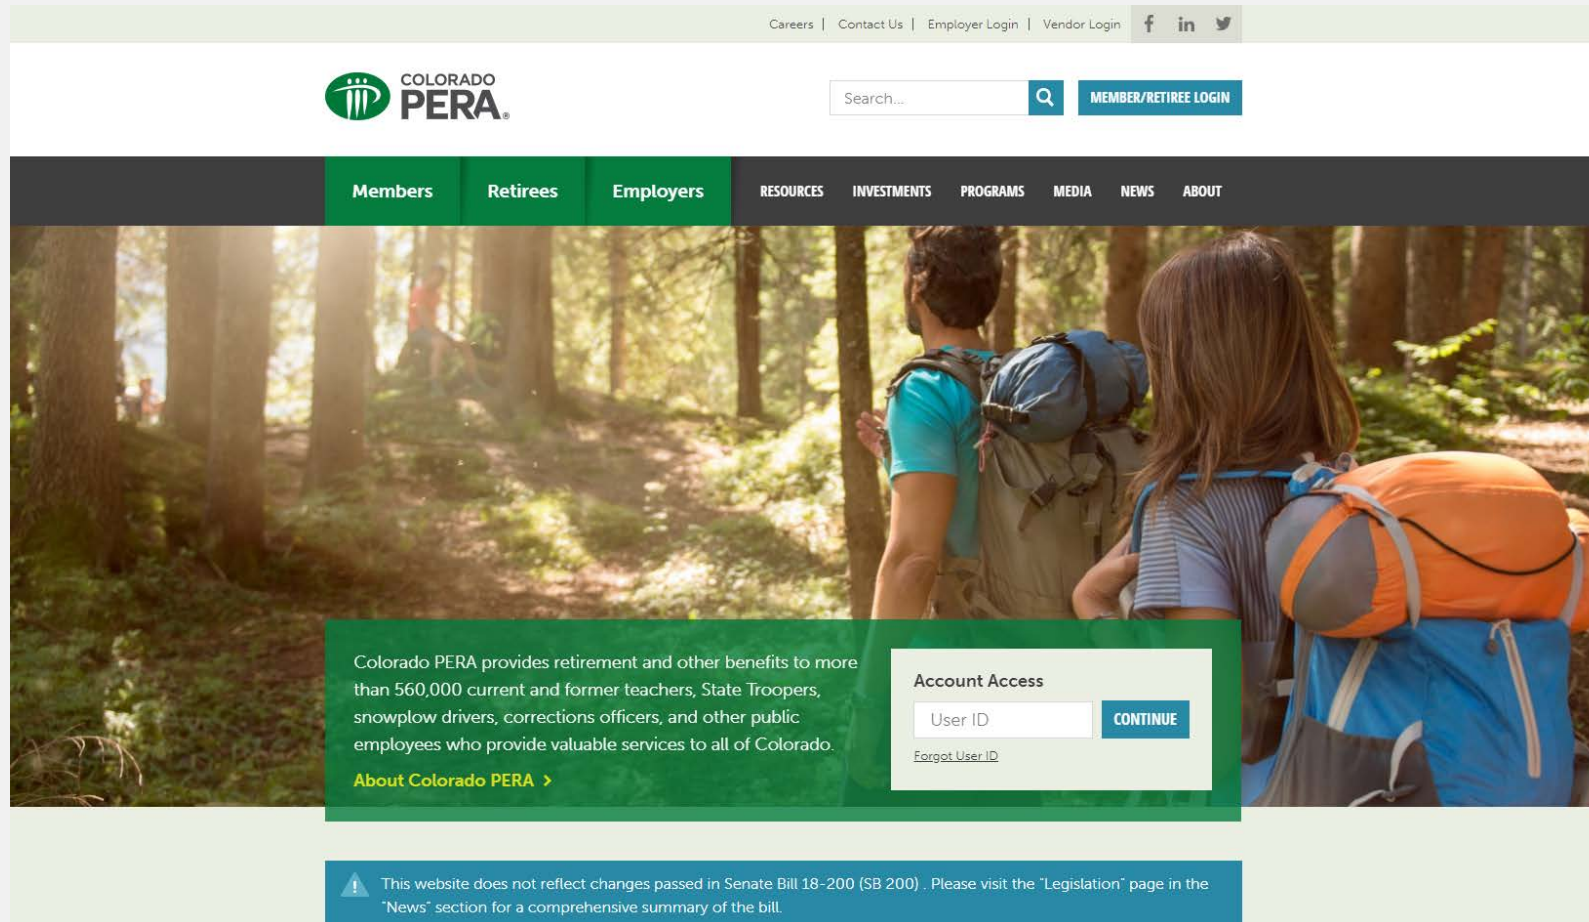 Careers | Contact Us | Employer Login | Vendor Login
COLORADO
PERA®
Search...
MEMBER/RETIREE LOGIN
Members Retirees Employers RESOURCES INVESTMENTS PROGRAMS MEDIA NEWS ABOUT
Colorado PERA provides retirement and other benefits to more
than 560,000 current and former teachers, State Troopers,
snowplow drivers, corrections officers, and other public
employees who provide valuable services to all of Colorado.
About Colorado PERA >
Account Access
User ID CONTINUE
Forgot User ID
This website does not reflect changes passed in Senate Bill 18-200 (SB 200) . Please visit the "Legislation" page in the
"News" section for a comprehensive summary of the bill.